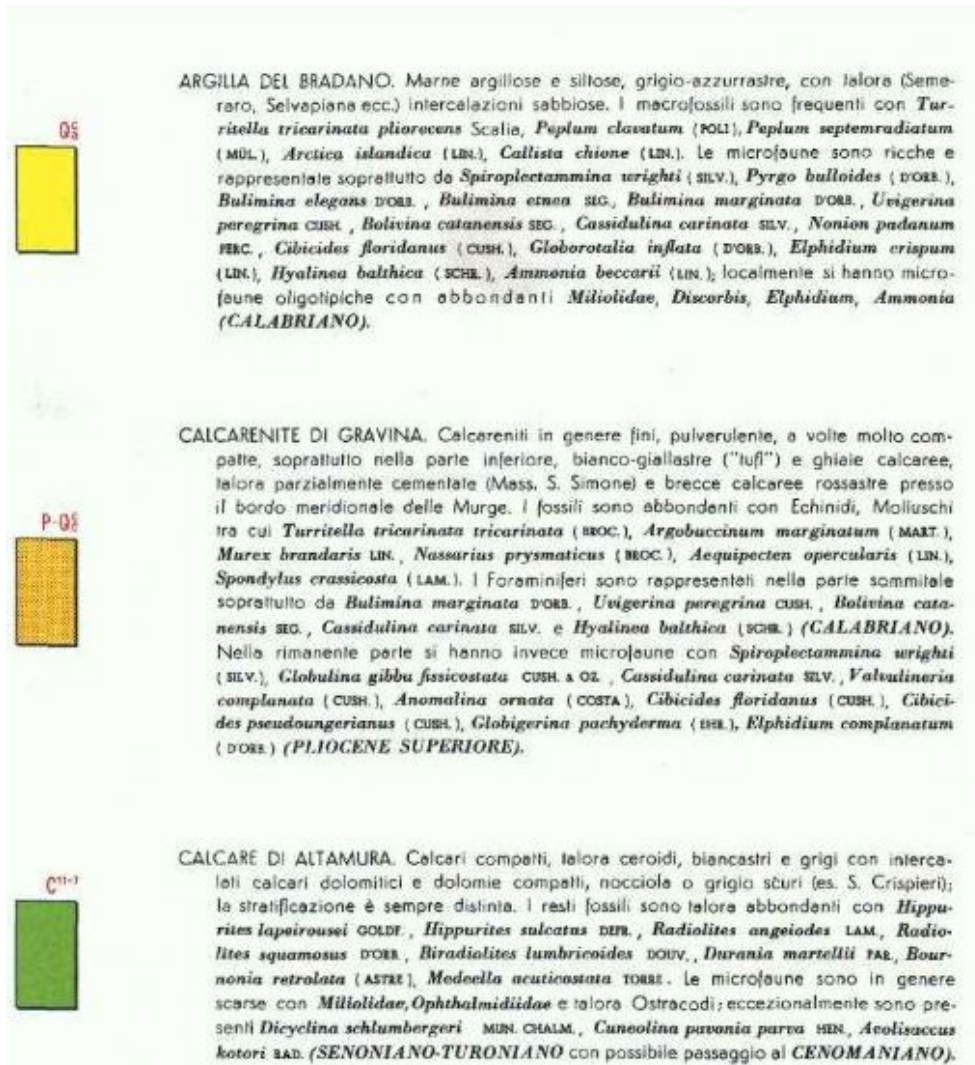 ARGILLA DEL BRADANO. Marne argillose e siltose, grigio-azzurrastre, con talora (Seme-
raro, Selvapiana ecc.) intercalazioni sabbiose. I macrofossili sono frequenti con Tur-
ritella tricarinata pliorecens Scalia, Peplum clavatum (POLI), Peplum septemradiatum
(MÜL.), Arctica islandica (LIN.), Callista chione (LIN.). Le microfaune sono ricche e
rappresentate soprattutto da Spiroplectammina wrighti (SILV.), Pyrgo bulloides (D'ORB.),
Bulimina elegans D'ORB., Bulimina etnea SEG., Bulimina marginata D'ORB., Uvigerina
peregrina CUSH., Bolivina catanensis SEG., Cassidulina carinata SILV., Nonion padanum
PERC., Cibicides floridanus (CUSH.), Globorotalia inflata (D'ORB.), Elphidium crispum
(LIN.), Hyalinea balthica (SCHR.), Ammonia beccarii (LIN.); localmente si hanno micro-
faune oligotipiche con abbondanti Miliolidae, Discorbis, Elphidium, Ammonia
(CALABRIANO).
CALCARENITE DI GRAVINA. Calcareniti in genere fini, pulverulente, a volte molto com-
patte, soprattutto nella parte inferiore, bianco-giallastre ("tufi") e ghiaie calcaree,
talora parzialmente cementate (Mass. S. Simone) e brecce calcaree rossastre presso
il bordo meridionale delle Murge. I fossili sono abbondanti con Echinidi, Molluschi
tra cui Turritella tricarinata tricarinata (BROC.), Argobuccinum marginatum (MART.),
Murex brandaris LIN., Nassarius prysmaticus (BROC.), Aequipecten opercularis (LIN.),
Spondylus crassicosta (LAM.). I Foraminiferi sono rappresentati nella parte sommitale
soprattutto da Bulimina marginata D'ORB., Uvigerina peregrina CUSH., Bolivina cata-
nensis SEG., Cassidulina carinata SILV. e Hyalinea balthica (SCHR.) (CALABRIANO).
Nella rimanente parte si hanno invece microfaune con Spiroplectammina wrighti
(SILV.), Globulina gibba fissicostata CUSH. & OZ., Cassidulina carinata SILV., Valvulineria
complanata (CUSH.), Anomalina ornata (COSTA), Cibicides floridanus (CUSH.), Cibici-
des pseudoungerianus (CUSH.), Globigerina pachyderma (EHR.), Elphidium complanatum
(D'ORB.) (PLIOCENE SUPERIORE).
C¹¹⁻⁷
CALCARE DI ALTAMURA. Calcari compatti, talora ceroidi, biancastri e grigi con interca-
lati calcari dolomitici e dolomie compatti, nocciola o grigio scuri (es. S. Crispieri);
la stratificazione è sempre distinta. I resti fossili sono talora abbondanti con Hippu-
rites lapeirousei GOLDF., Hippurites sulcatus DEFR., Radiolites angeiodes LAM., Radio-
lites squamosus D'ORB., Biradiolites lumbricoides DOUV., Durania martellii PAR., Bour-
nonia retrolata (ASTRE), Medeella acuticostata TORRE. Le microfaune sono in genere
scarse con Miliolidae, Ophthalmidiidae e talora Ostracodi; eccezionalmente sono pre-
senti Dicyclina schlumbergeri MUN. CHALM., Cuneolina pavonia parva HEN., Aeolisaccus
kotori RAD. (SENONIANO-TURONIANO con possibile passaggio al CENOMANIANO).